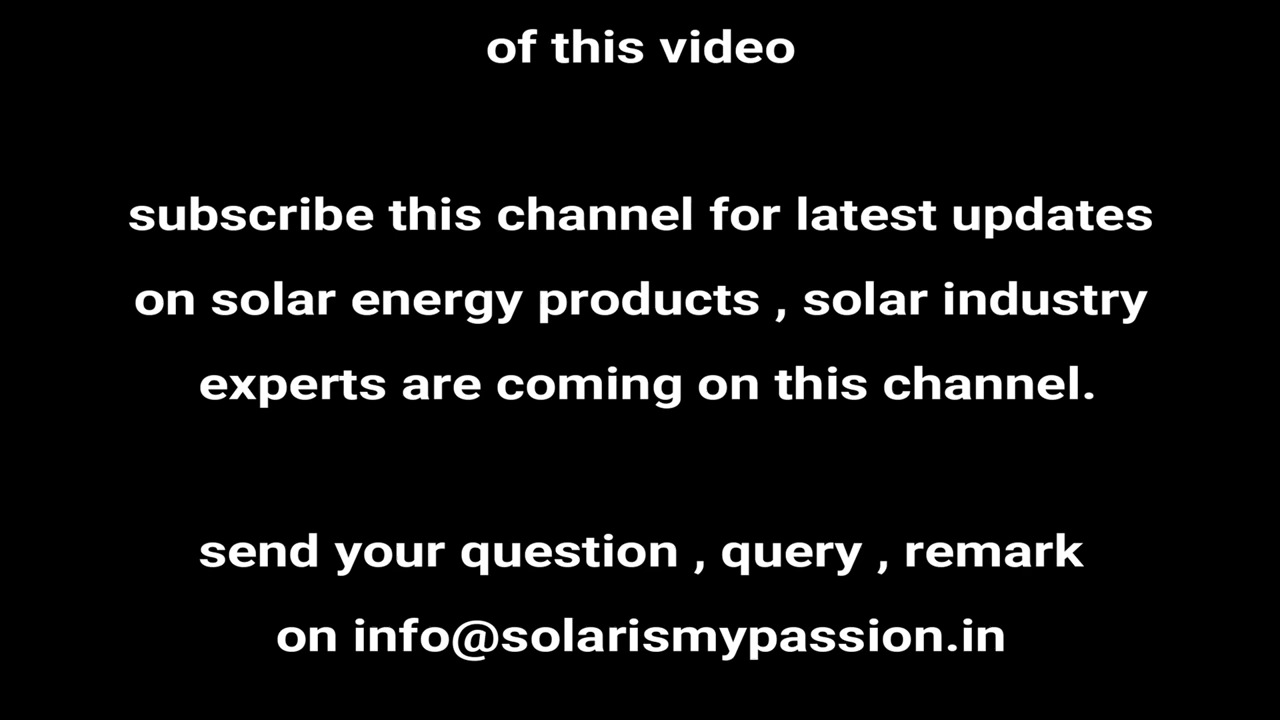 of this video
subscribe this channel for latest updates
on solar energy products , solar industry
experts are coming on this channel.
send your question , query , remark
on info@solarismypassion.in